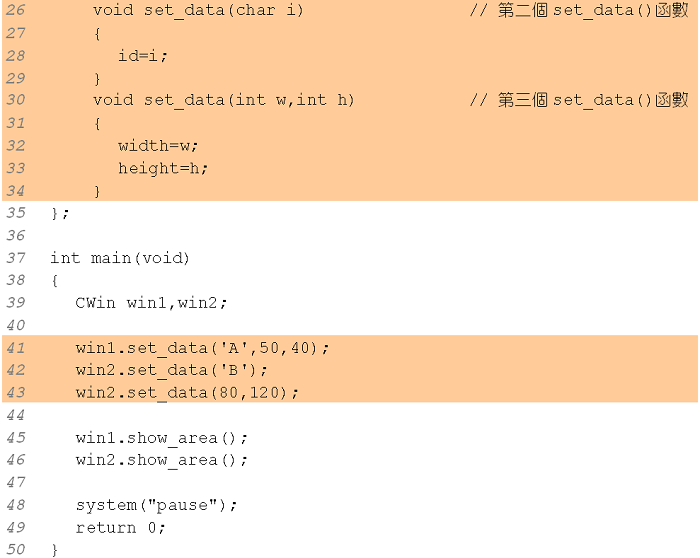 26 void set_data(char i) // 第二個 set_data()函數
27 {
28 id=i;
29 }
30 void set_data(int w,int h) // 第三個 set_data()函數
31 {
32 width=w;
33 height=h;
34 }
35 };
36
37 int main(void)
38 {
39 CWin win1,win2;
40
41 win1.set_data('A',50,40);
42 win2.set_data('B');
43 win2.set_data(80,120);
44
45 win1.show_area();
46 win2.show_area();
47
48 system("pause");
49 return 0;
50 }